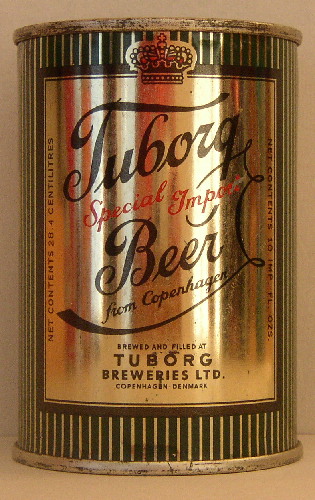 Tuborg
Special Import
Beer
from Copenhagen
NET CONTENTS 28.4 CENTILITRES
NET CONTENTS 10 IMP. FL. OZS
BREWED AND FILLED AT
TUBORG
BREWERIES LTD.
COPENHAGEN-DENMARK